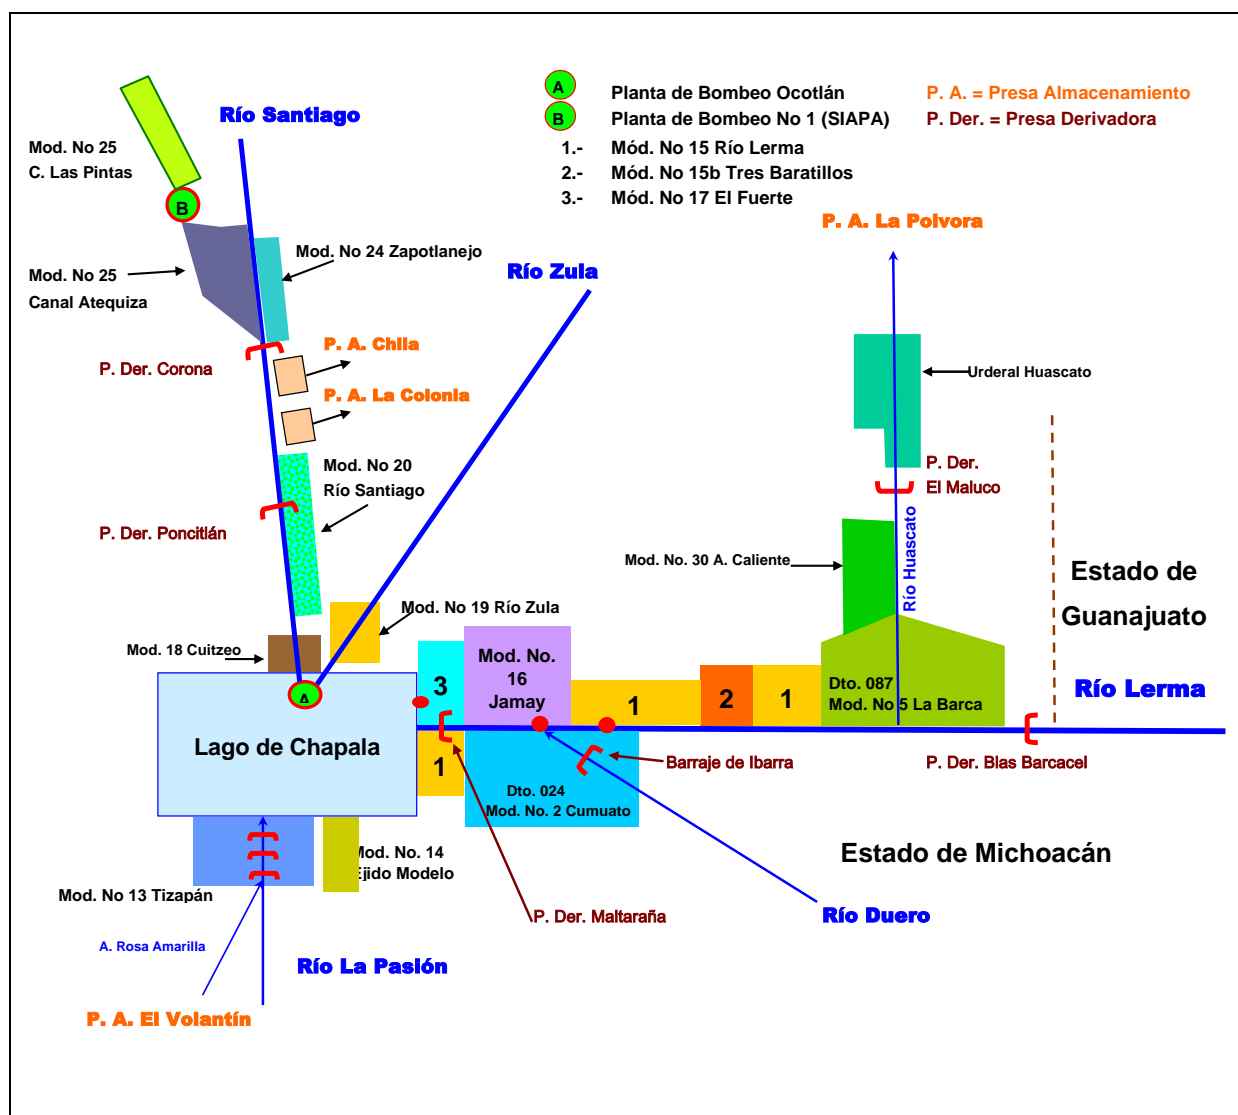 A
Planta de Bombeo Ocotlán
P. A. = Presa Almacenamiento
B
Planta de Bombeo No 1 (SIAPA)
P. Der. = Presa Derivadora
1.-
Mód. No 15 Río Lerma
2.-
Mód. No 15b Tres Baratillos
3.-
Mód. No 17 El Fuerte
Río Santiago
Mod. No 25
C. Las Pintas
B
P. A. La Polvora
Mod. No 24 Zapotlanejo
Río Zula
Mod. No 25
Canal Atequiza
P. A. Chila
P. Der. Corona
P. A. La Colonia
Urderal Huascato
Mod. No 20
Río Santiago
P. Der.
El Maluco
P. Der. Poncitlán
Mod. No. 30 A. Caliente
Río Huascato
Estado de
Guanajuato
Mod. No 19 Río Zula
Mod. 18 Cuitzeo
A
3
Mod. No.
16
Jamay
1
2
1
Dto. 087
Mod. No 5 La Barca
Río Lerma
Lago de Chapala
1
Barraje de Ibarra
P. Der. Blas Barcacel
Dto. 024
Mod. No. 2 Cumuato
Mod. No. 14
Ejido Modelo
Estado de Michoacán
Mod. No 13 Tizapán
P. Der. Maltaraña
Río Duero
A. Rosa Amarilla
Río La Pasión
P. A. El Volantín